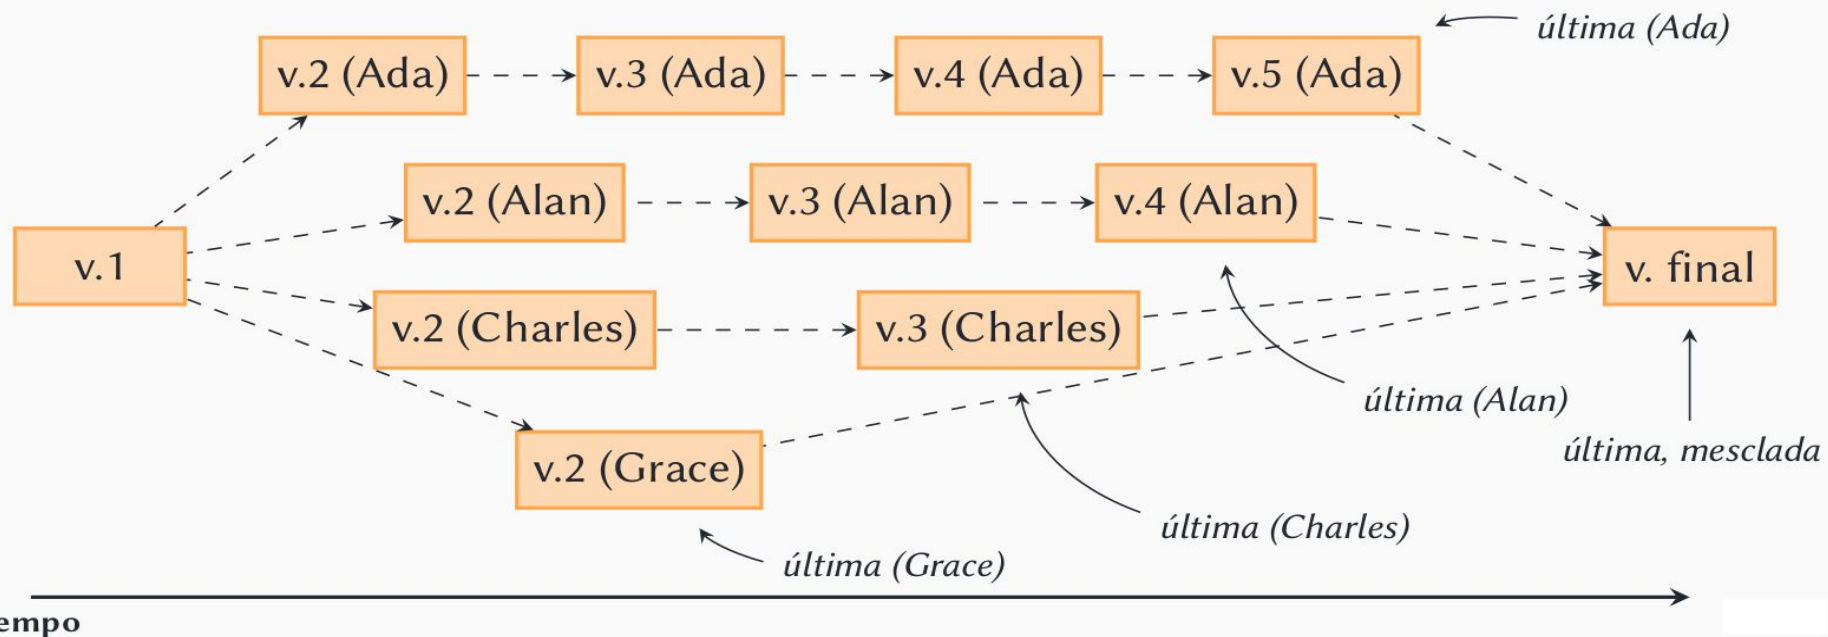 última (Ada)
v.2 (Ada)
v.3 (Ada)
v.4 (Ada)
v.5 (Ada)
v.2 (Alan)
v.3 (Alan)
v.4 (Alan)
v.1
v. final
v.2 (Charles)
v.3 (Charles)
última (Alan)
última, mesclada
v.2 (Grace)
última (Charles)
última (Grace)
empo